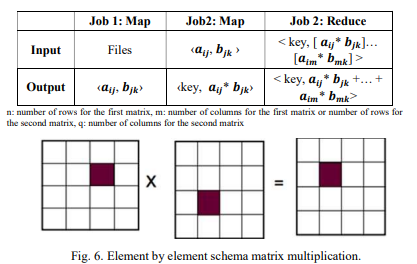 Job 1: Map Job2: Map Job 2: Reduce
Input Files ‹aij, bjk › < key, [ aij* bjk]…
[aim* bmk] >
Output ‹aij, bjk› ‹key, aij* bjk› < key, aij* bjk +… +
aim* bmk>
n: number of rows for the first matrix, m: number of columns for the first matrix or number of rows for
the second matrix, q: number of columns for the second matrix
X =
Fig. 6. Element by element schema matrix multiplication.